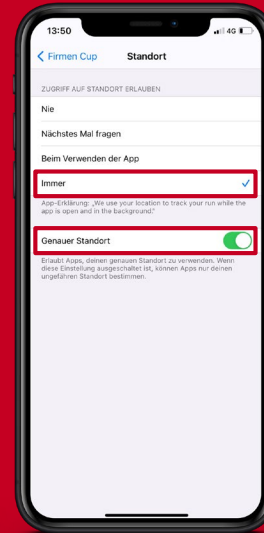 13:50
4G
Firmen Cup
Standort
ZUGRIFF AUF STANDORT ERLAUBEN
Nie
Nächstes Mal fragen
Beim Verwenden der App
Immer
App-Erklärung: „We use your location to track your run while the
app is open and in the background.“
Genauer Standort
Erlaubt Apps, deinen genauen Standort zu verwenden. Wenn
diese Einstellung ausgeschaltet ist, können Apps nur deinen
ungefähren Standort bestimmen.